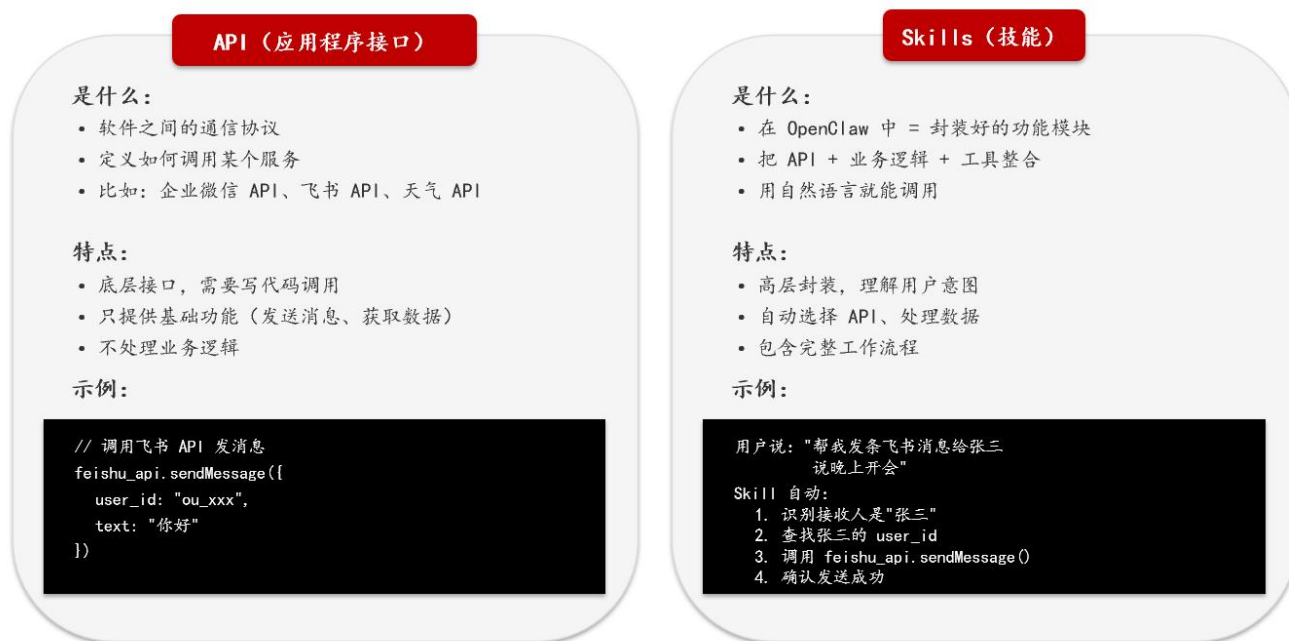 API（应用程序接口）
是什么：
• 软件之间的通信协议
• 定义如何调用某个服务
• 比如：企业微信 API、飞书 API、天气 API
特点：
• 底层接口，需要写代码调用
• 只提供基础功能（发送消息、获取数据）
• 不处理业务逻辑
示例：
// 调用飞书 API 发消息
feishu_api.sendMessage({
user_id: "ou_xxx",
text: "你好"
})
Skills（技能）
是什么：
• 在 OpenClaw 中 = 封装好的功能模块
• 把 API + 业务逻辑 + 工具整合
• 用自然语言就能调用
特点：
• 高层封装，理解用户意图
• 自动选择 API、处理数据
• 包含完整工作流程
示例：
用户说："帮我发条飞书消息给张三
说晚上开会"
Skill 自动：
1. 识别接收人是"张三"
2. 查找张三的 user_id
3. 调用 feishu_api.sendMessage()
4. 确认发送成功